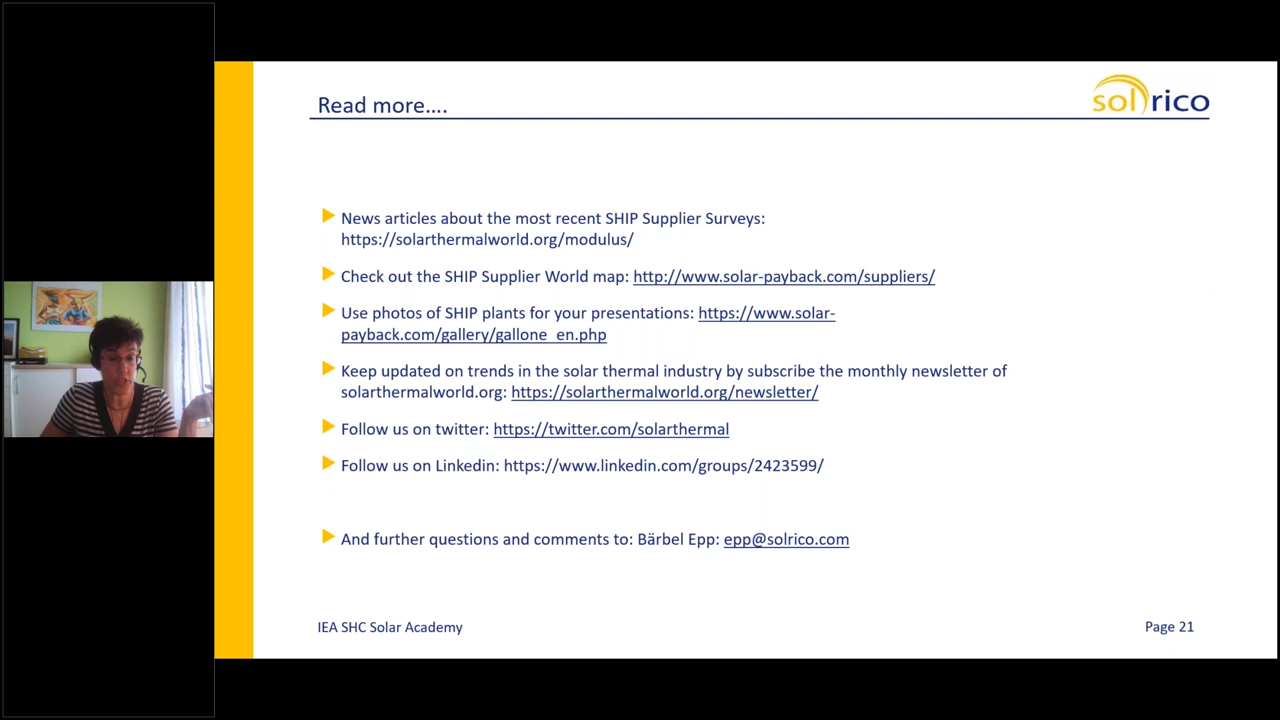 Read more....
solrico
News articles about the most recent SHIP Supplier Surveys:
https://solarthermalworld.org/modulus/
Check out the SHIP Supplier World map: http://www.solar-payback.com/suppliers/
Use photos of SHIP plants for your presentations: https://www.solar-
payback.com/gallery/gallone_en.php
Keep updated on trends in the solar thermal industry by subscribe the monthly newsletter of
solarthermalworld.org: https://solarthermalworld.org/newsletter/
Follow us on twitter: https://twitter.com/solarthermal
Follow us on Linkedin: https://www.linkedin.com/groups/2423599/
And further questions and comments to: Bärbel Epp: epp@solrico.com
IEA SHC Solar Academy
Page 21